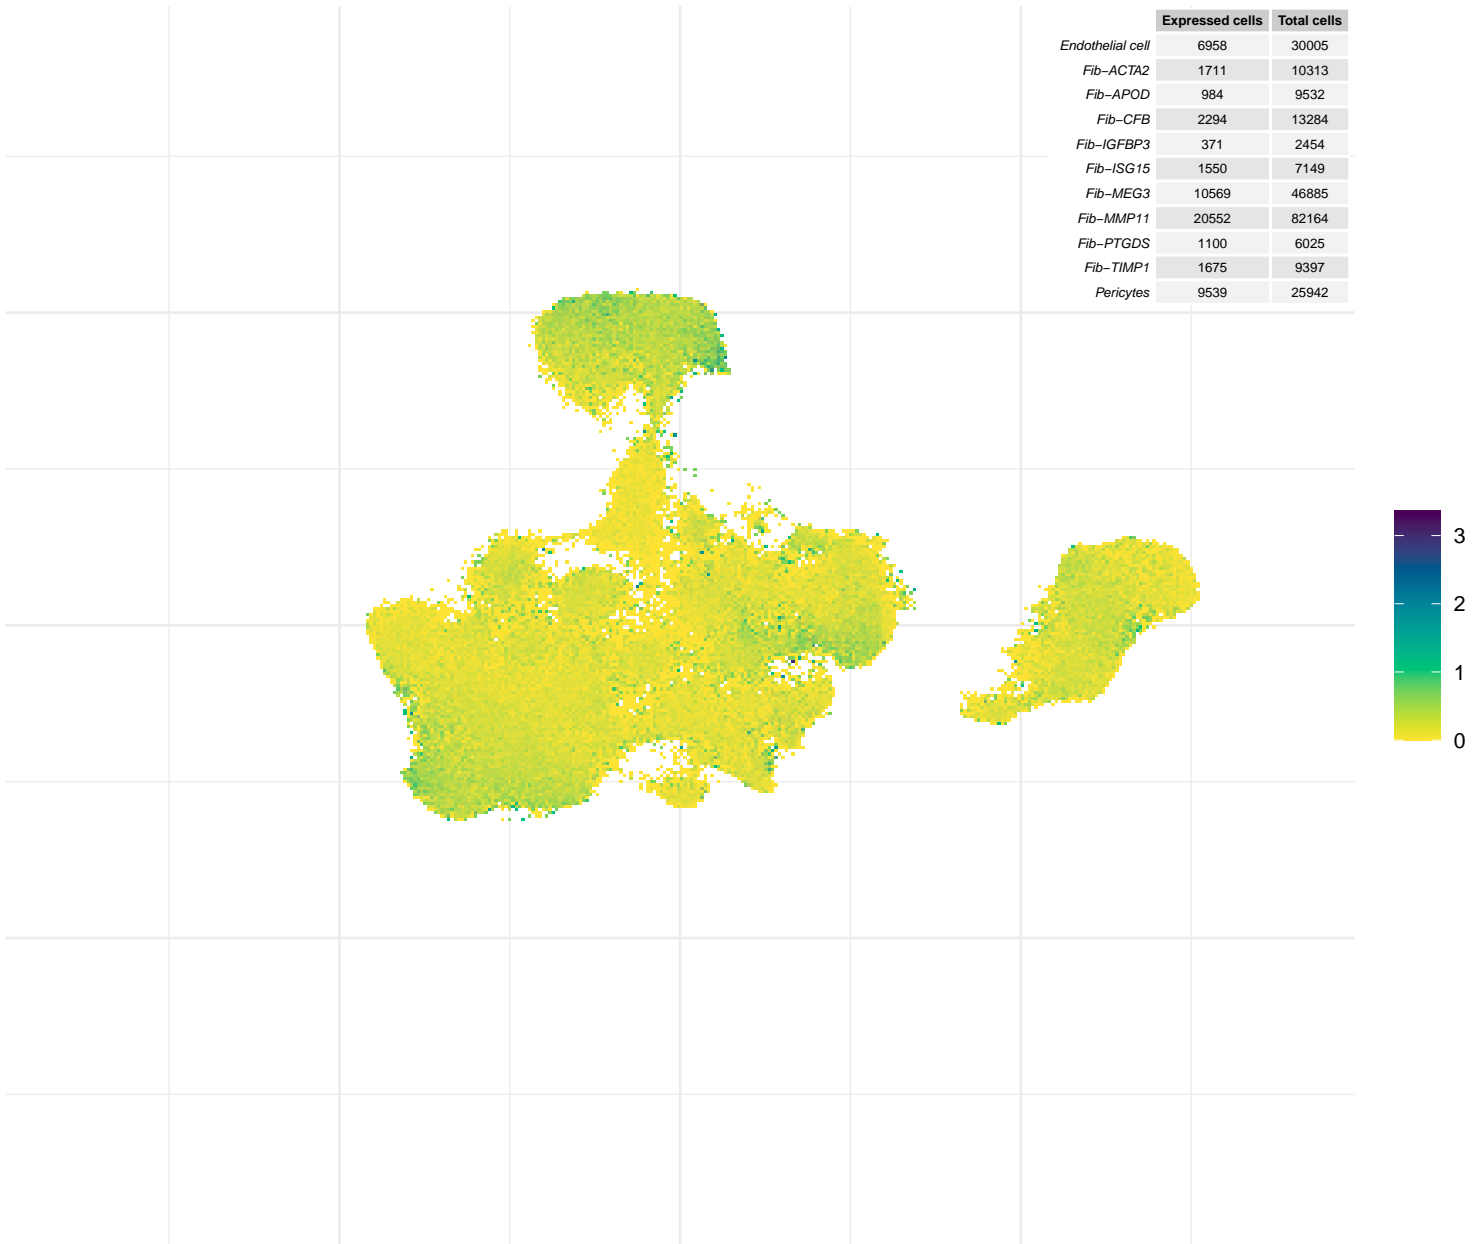 Expressed cells Total cells
Endothelial cell 6958 30005
Fib−ACTA2 1711 10313
Fib−APOD 984 9532
Fib−CFB 2294 13284
Fib−IGFBP3 371 2454
Fib−ISG15 1550 7149
Fib−MEG3 10569 46885
Fib−MMP11 20552 82164
Fib−PTGDS 1100 6025
Fib−TIMP1 1675 9397
Pericytes 9539 25942
3
2
1
0